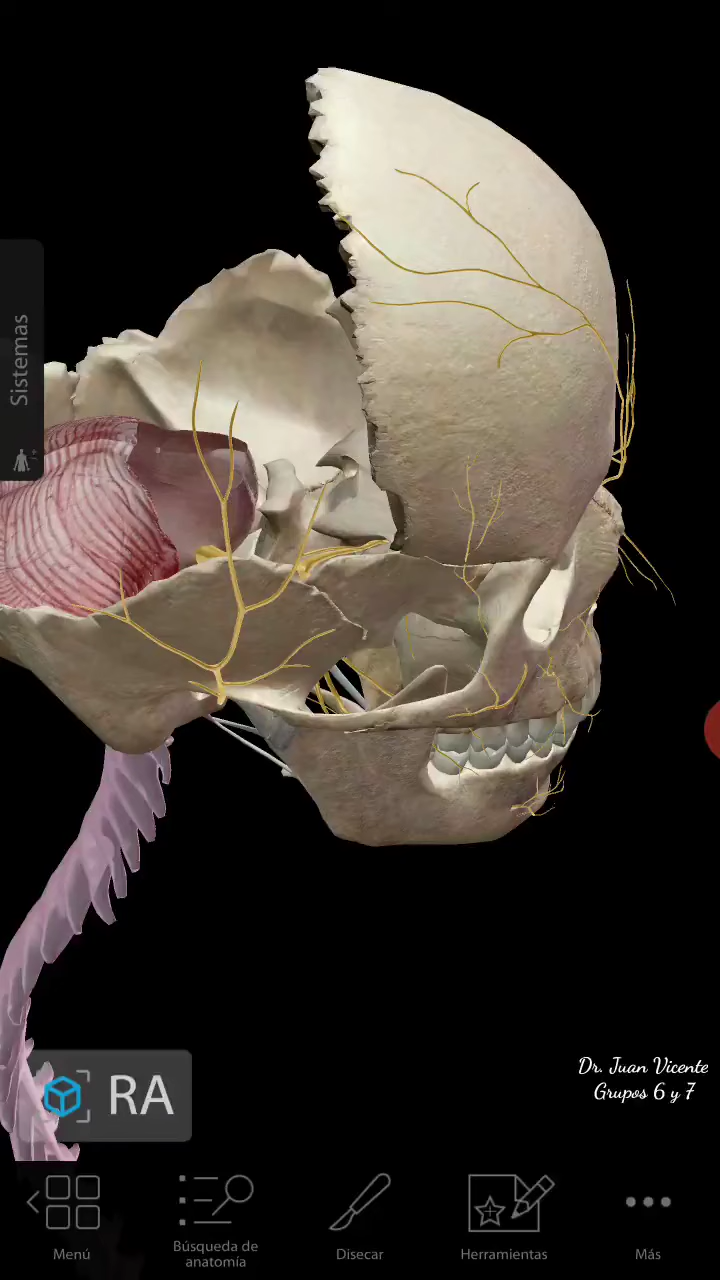 Sistemas
RA
Dr. Juan Vicente
Grupos 6 y 7
Menú
Búsqueda de
anatomía
Disecar
Herramientas
Más